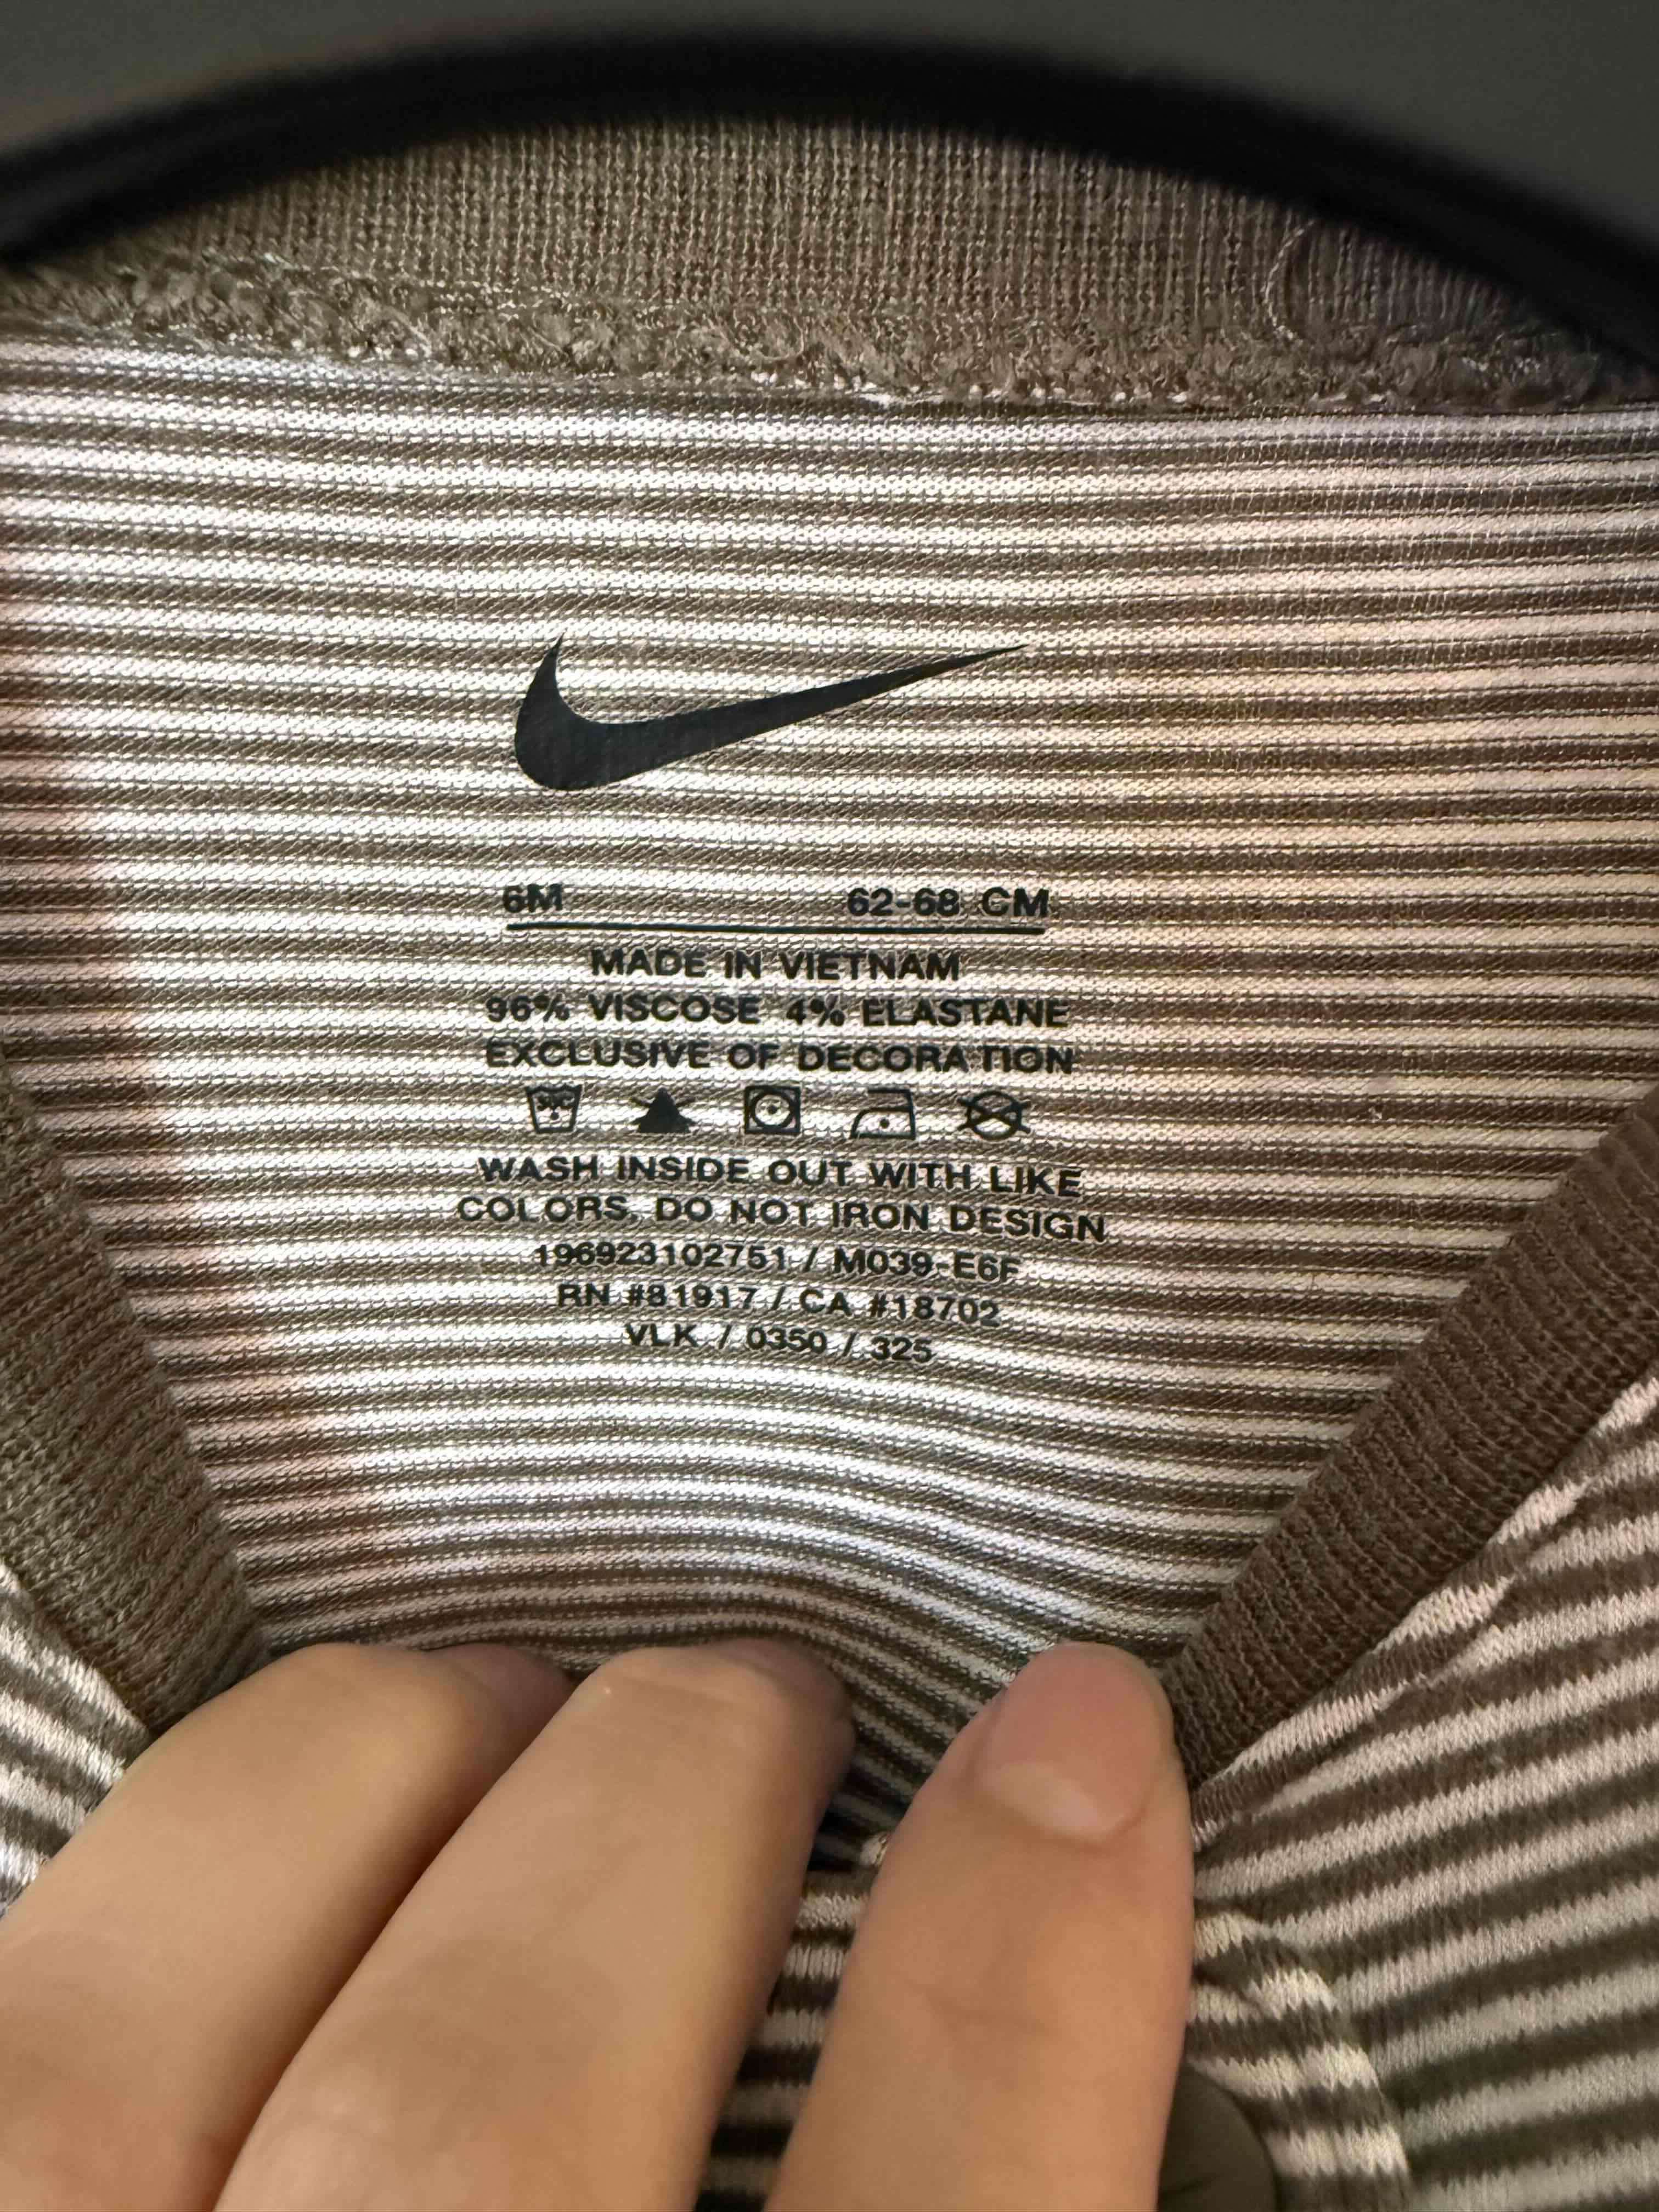 6M 62-68 CM
MADE IN VIETNAM
96% VISCOSE 4% ELASTANE
EXCLUSIVE OF DECORATION
WASH INSIDE OUT WITH LIKE
COLORS, DO NOT IRON DESIGN
196923102751 / M039-E6F
RN #81917 / CA #18702
VLK / 0350 / 325